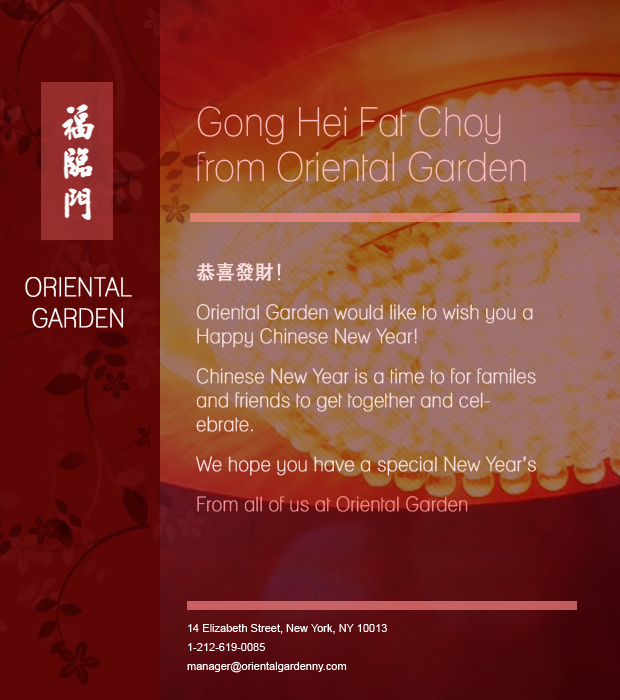 福
臨
門
ORIENTAL
GARDEN
Gong Hei Fat Choy
from Oriental Garden
恭喜發財!
Oriental Garden would like to wish you a
Happy Chinese New Year!
Chinese New Year is a time to for familes
and friends to get together and cel-
ebrate.
We hope you have a special New Year's
From all of us at Oriental Garden
14 Elizabeth Street, New York, NY 10013
1-212-619-0085
manager@orientalgardenny.com